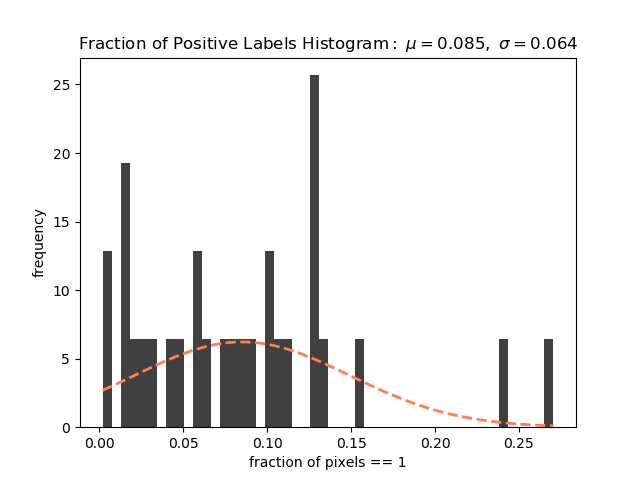 Fraction of Positive Labels Histogram: μ = 0.085, σ = 0.064
25
20
15
10
5
0
frequency
0.00 0.05 0.10 0.15 0.20 0.25
fraction of pixels == 1